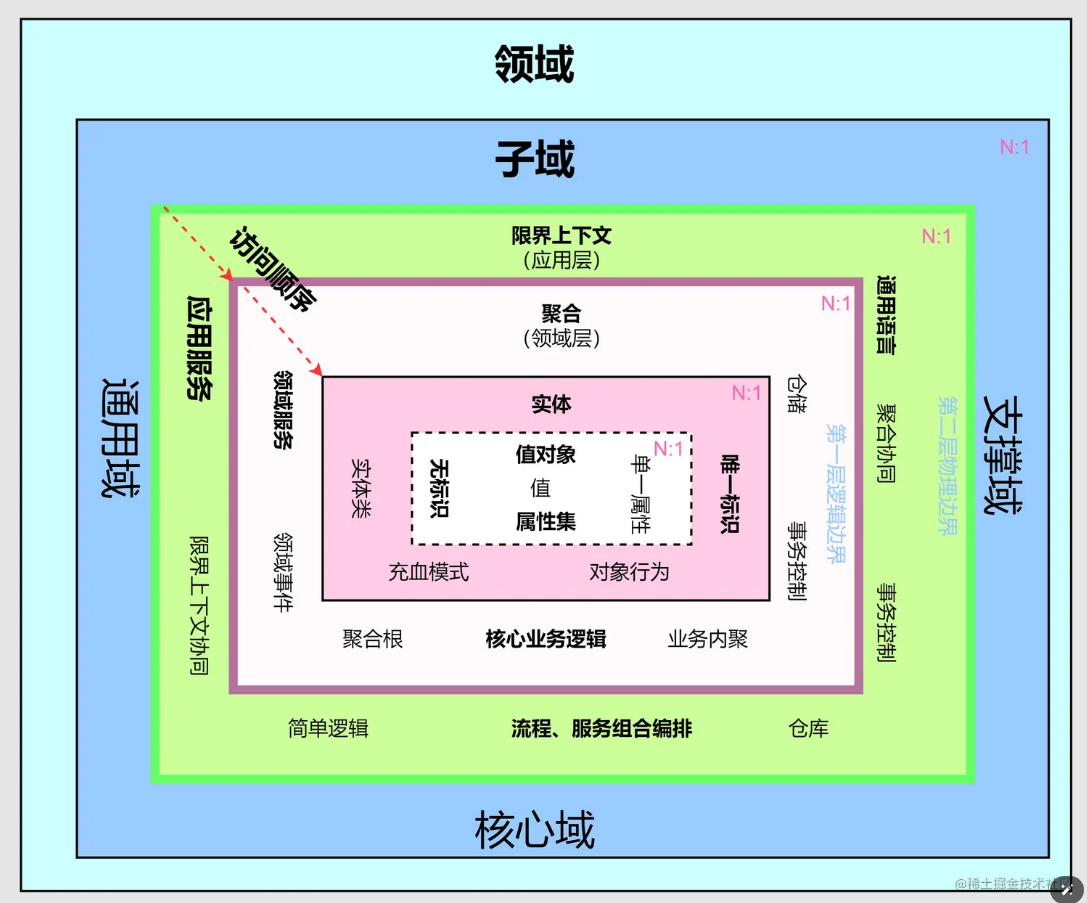 领域
子域
N:1
限界上下文
(应用层)
N:1
访问顺序
应用服务
通用语言
聚合
(领域层)
N:1
通用域
领域服务
仓储
聚合协同
第一层逻辑边界
第二层物理边界
支撑域
实体
N:1
实体类
无标识
值对象
值
属性集
单一属性
N:1
唯一标识
充血模式
对象行为
领域事件
事务控制
限界上下文协同
事务控制
聚合根
核心业务逻辑
业务内聚
简单逻辑
流程、服务组合编排
仓库
核心域
@稀土掘金技术社区